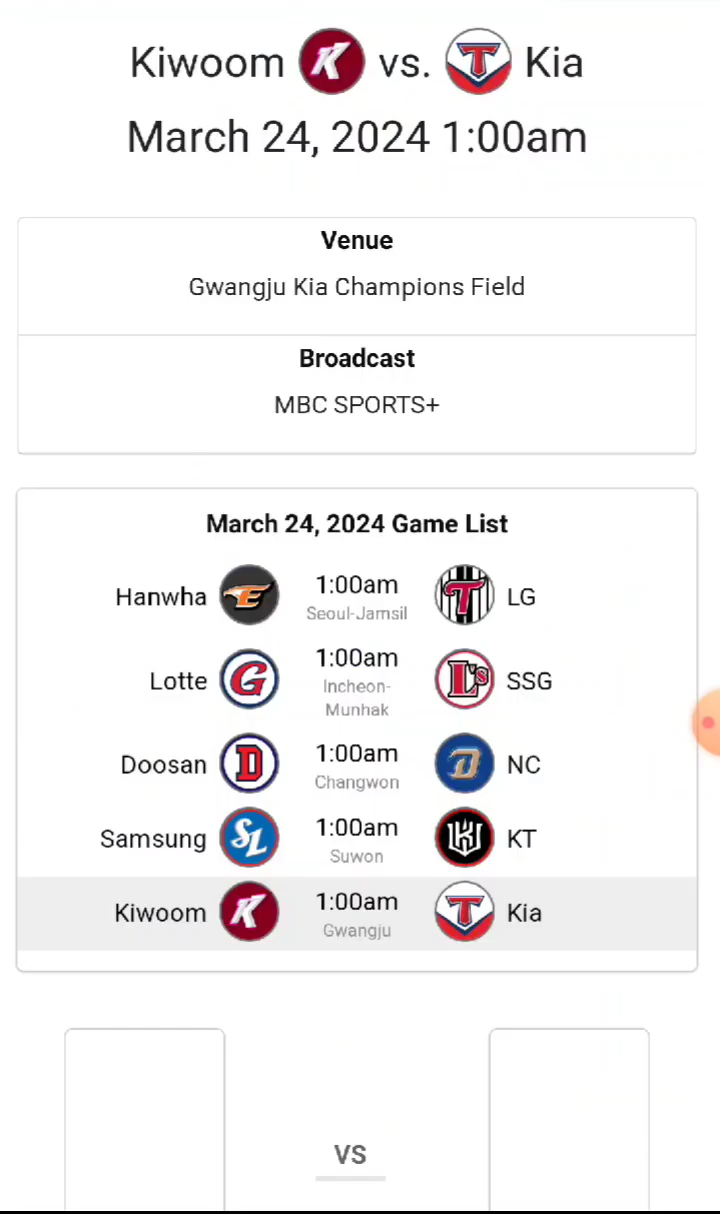 Kiwoom K vs. T Kia
March 24, 2024 1:00am
Venue
Gwangju Kia Champions Field
Broadcast
MBC SPORTS+
March 24, 2024 Game List
Hanwha E 1:00am T LG
Seoul-Jamsil
Lotte G 1:00am L's SSG
Incheon-
Munhak
Doosan D 1:00am D NC
Changwon
Samsung SL 1:00am KT
Suwon
Kiwoom K 1:00am T Kia
Gwangju
VS